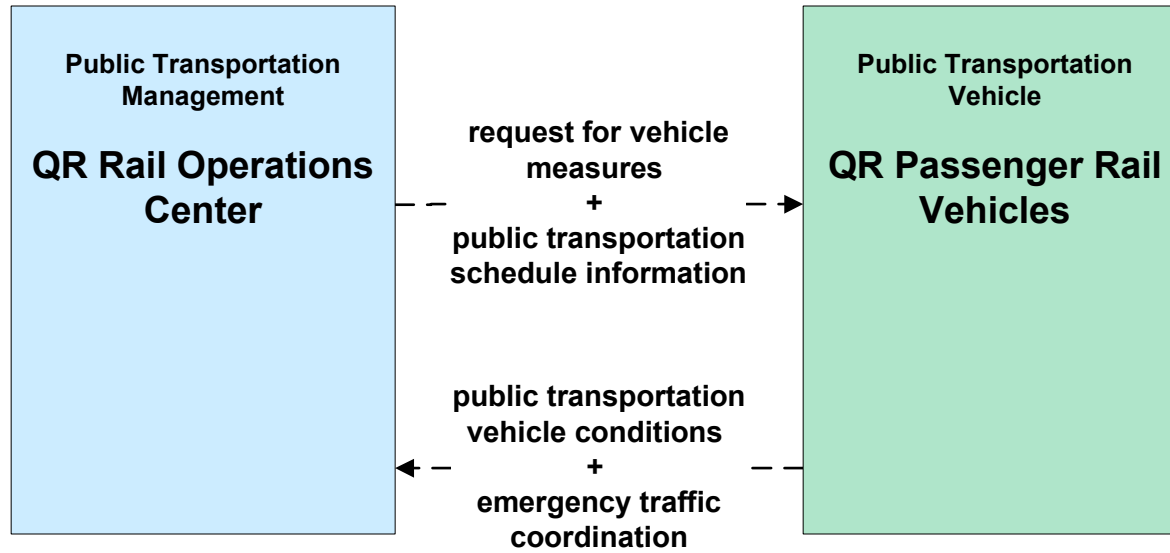 Public Transportation
Management
QR Rail Operations
Center
request for vehicle
measures
+
public transportation
schedule information
public transportation
vehicle conditions
+
emergency traffic
coordination
Public Transportation
Vehicle
QR Passenger Rail
Vehicles